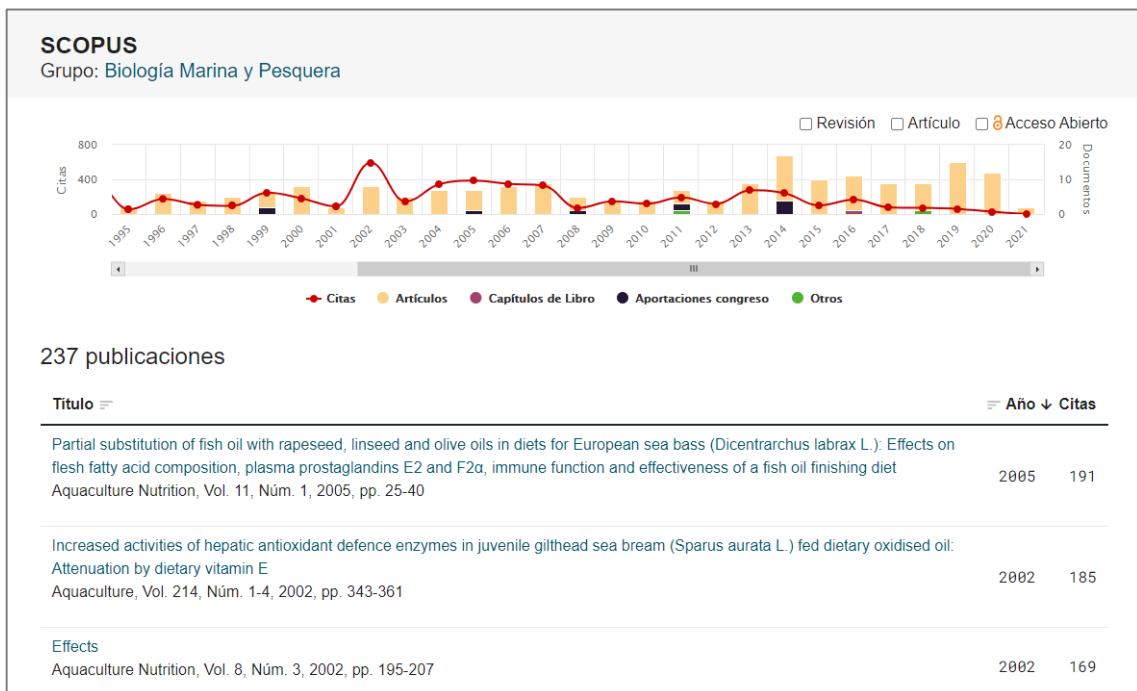 SCOPUS
Grupo: Biología Marina y Pesquera
Revisión Artículo Acceso Abierto
800
400
0
Citas
20
10
0
Documentos
1995 1996 1997 1998 1999 2000 2001 2002 2003 2004 2005 2006 2007 2008 2009 2010 2011 2012 2013 2014 2015 2016 2017 2018 2019 2020 2021
Citas Artículos Capítulos de Libro Aportaciones congreso Otros
237 publicaciones
Título Año Citas
Partial substitution of fish oil with rapeseed, linseed and olive oils in diets for European sea bass (Dicentrarchus labrax L.): Effects on
flesh fatty acid composition, plasma prostaglandins E2 and F2α, immune function and effectiveness of a fish oil finishing diet
Aquaculture Nutrition, Vol. 11, Núm. 1, 2005, pp. 25-40
2005 191
Increased activities of hepatic antioxidant defence enzymes in juvenile gilthead sea bream (Sparus aurata L.) fed dietary oxidised oil:
Attenuation by dietary vitamin E
Aquaculture, Vol. 214, Núm. 1-4, 2002, pp. 343-361
2002 185
Effects
Aquaculture Nutrition, Vol. 8, Núm. 3, 2002, pp. 195-207
2002 169